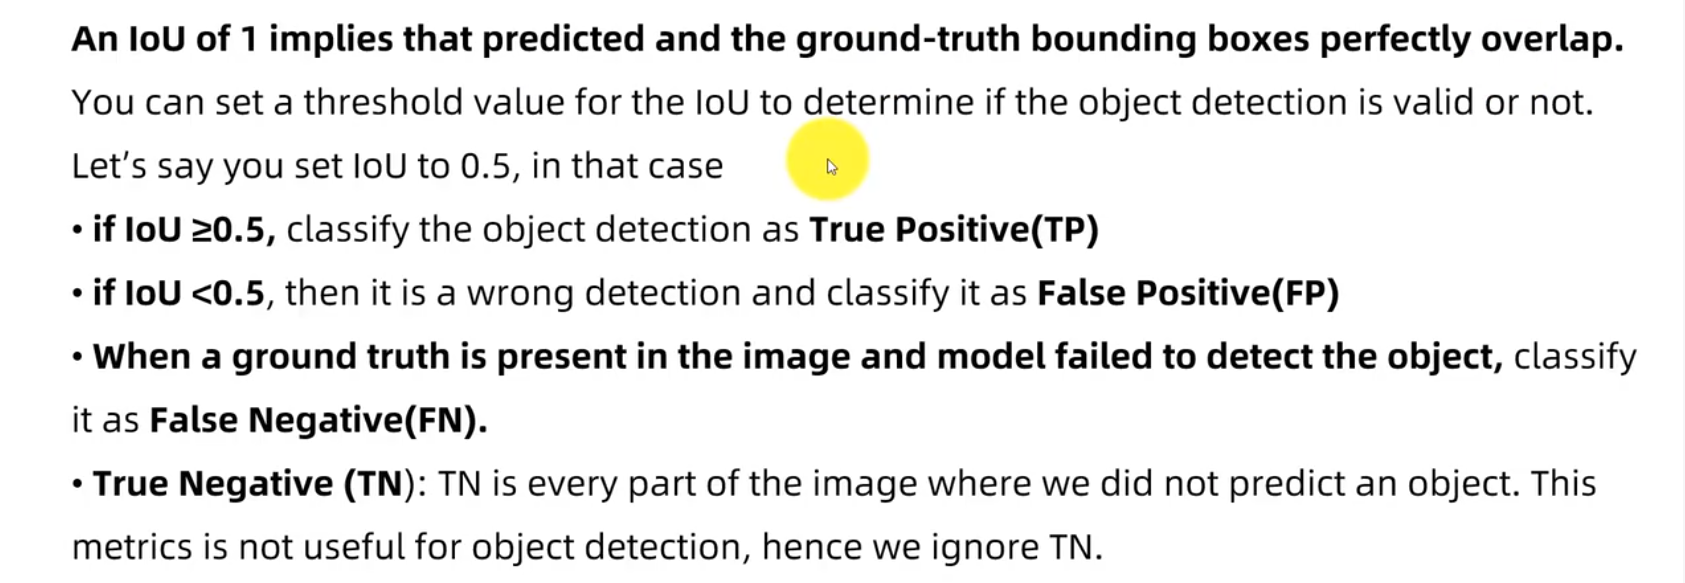 An IoU of 1 implies that predicted and the ground-truth bounding boxes perfectly overlap.
You can set a threshold value for the IoU to determine if the object detection is valid or not.
Let’s say you set IoU to 0.5, in that case
• if IoU ≥0.5, classify the object detection as True Positive(TP)
• if IoU <0.5, then it is a wrong detection and classify it as False Positive(FP)
• When a ground truth is present in the image and model failed to detect the object, classify
it as False Negative(FN).
• True Negative (TN): TN is every part of the image where we did not predict an object. This
metrics is not useful for object detection, hence we ignore TN.